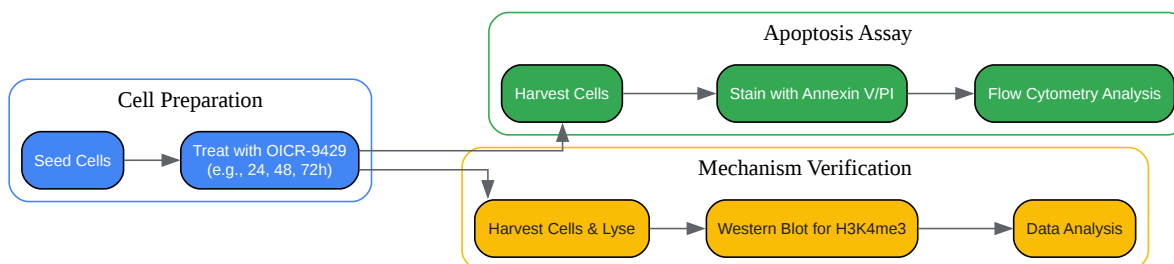 Cell Preparation
Seed Cells
Treat with OICR-9429
(e.g., 24, 48, 72h)
Apoptosis Assay
Harvest Cells
Stain with Annexin V/PI
Flow Cytometry Analysis
Mechanism Verification
Harvest Cells & Lyse
Western Blot for H3K4me3
Data Analysis